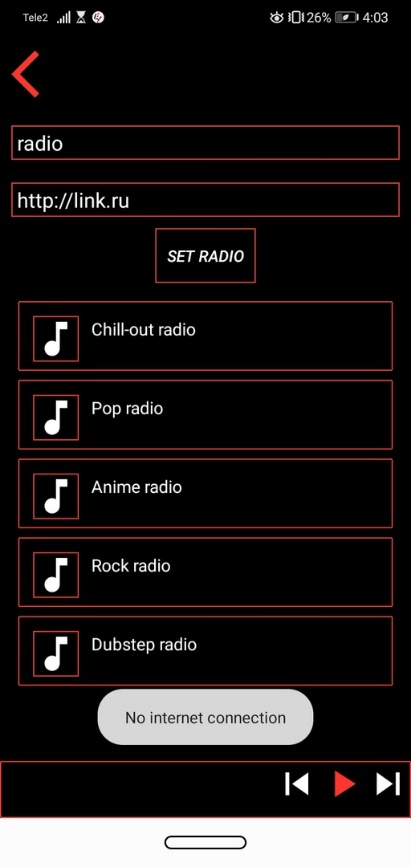 Tele2 26% 4:03
radio
http://link.ru
SET RADIO
Chill-out radio
Pop radio
Anime radio
Rock radio
Dubstep radio
No internet connection